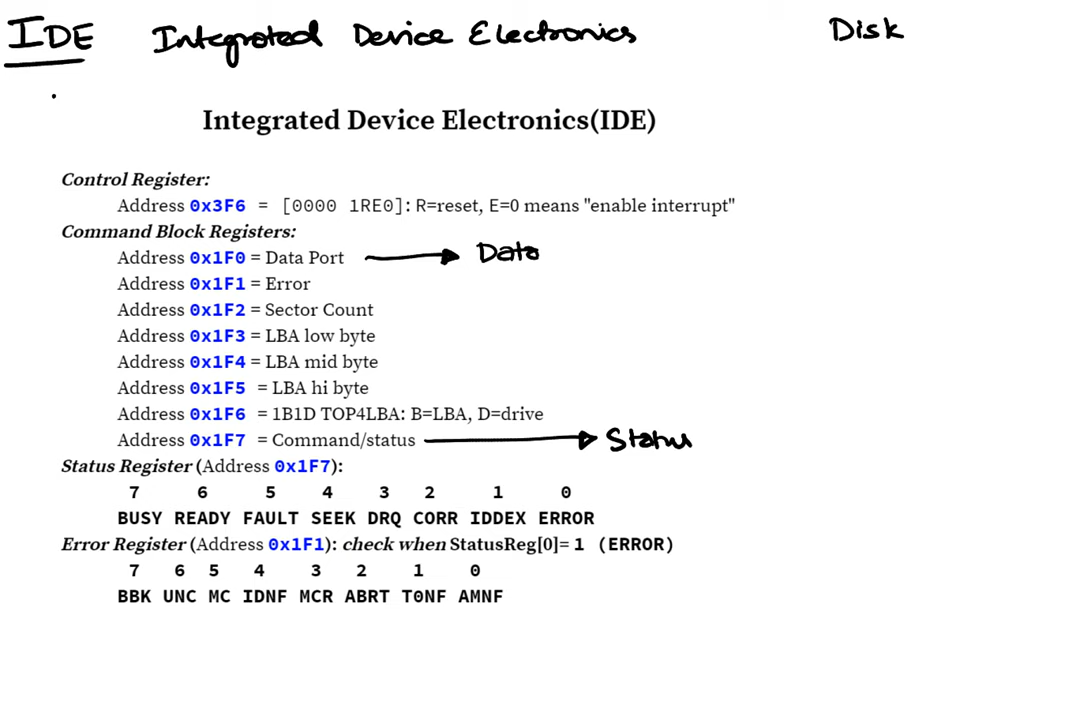 IDE Integrated Device Electronics Disk
Integrated Device Electronics(IDE)
Control Register:
Address 0x3F6 = [0000 1RE0]: R=reset, E=0 means "enable interrupt"
Command Block Registers:
Address 0x1F0 = Data Port Data
Address 0x1F1 = Error
Address 0x1F2 = Sector Count
Address 0x1F3 = LBA low byte
Address 0x1F4 = LBA mid byte
Address 0x1F5 = LBA hi byte
Address 0x1F6 = 1B1D TOP4LBA: B=LBA, D=drive
Address 0x1F7 = Command/status Status
Status Register (Address 0x1F7):
7 6 5 4 3 2 1 0
BUSY READY FAULT SEEK DRQ CORR IDDEX ERROR
Error Register (Address 0x1F1): check when StatusReg[0]= 1 (ERROR)
7 6 5 4 3 2 1 0
BBK UNC MC IDNF MCR ABRT T0NF AMNF